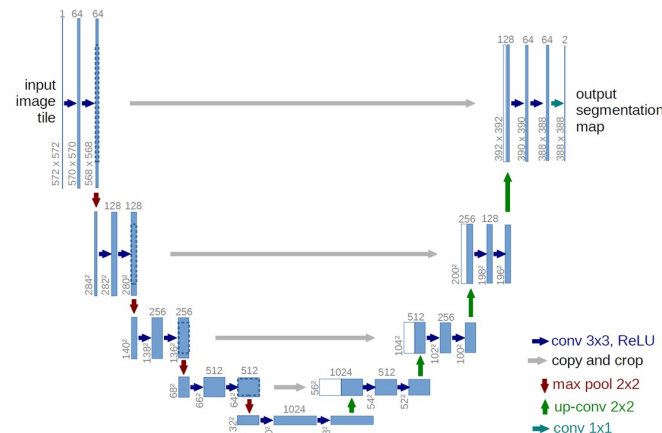 1 64 64
128 64 64 2
input
image
tile
output
segmentation
map
572 x 572
570 x 570
568 x 568
392 x 392
390 x 390
388 x 388
388 x 388
128 128
256 128
284²
282²
280²
200²
198²
196²
256 256
512 256
140²
138²
136²
104²
102²
100²
512 512
1024 512
68²
66²
64²
56²
54²
52²
1024
32²
conv 3x3, ReLU
copy and crop
max pool 2x2
up-conv 2x2
conv 1x1